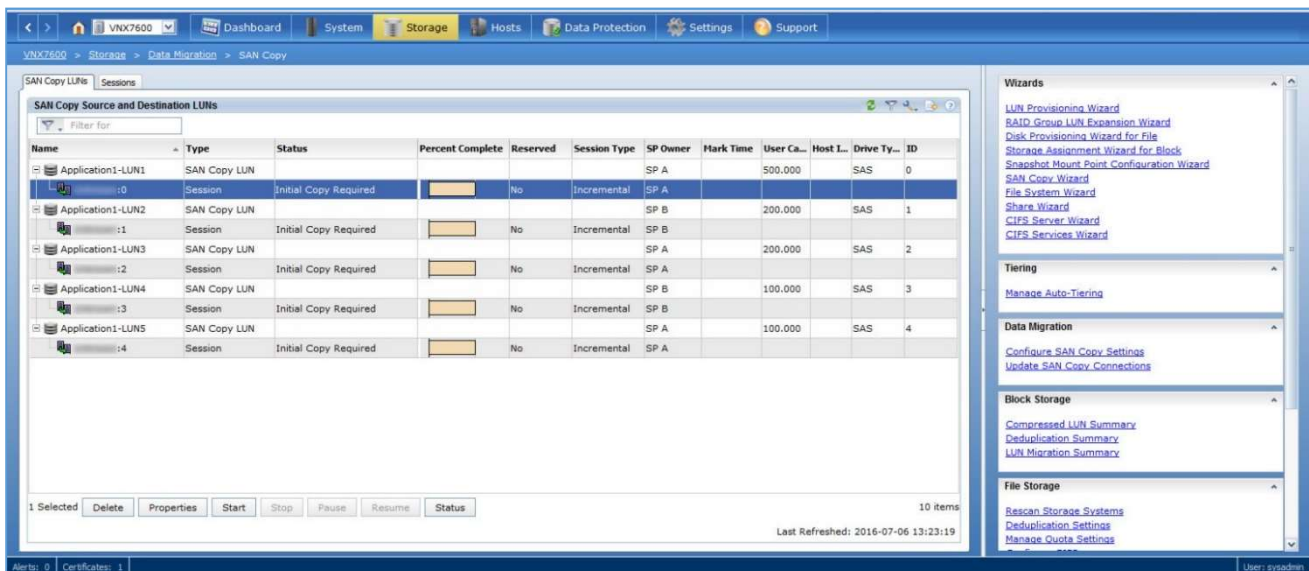 VNX7600 Dashboard System Storage Hosts Data Protection Settings Support
VNX7600 > Storage > Data Migration > SAN Copy
SAN Copy LUNs Sessions
SAN Copy Source and Destination LUNs
Filter for
Name Type Status Percent Complete Reserved Session Type SP Owner Mark Time User Ca... Host I... Drive Ty... ID
Application1-LUN1 SAN Copy LUN SP A 500.000 SAS 0
:0 Session Initial Copy Required No Incremental SP A
Application1-LUN2 SAN Copy LUN SP B 200.000 SAS 1
:1 Session Initial Copy Required No Incremental SP B
Application1-LUN3 SAN Copy LUN SP A 200.000 SAS 2
:2 Session Initial Copy Required No Incremental SP A
Application1-LUN4 SAN Copy LUN SP B 100.000 SAS 3
:3 Session Initial Copy Required No Incremental SP B
Application1-LUN5 SAN Copy LUN SP A 100.000 SAS 4
:4 Session Initial Copy Required No Incremental SP A
1 Selected Delete Properties Start Stop Pause Resume Status 10 items
Last Refreshed: 2016-07-06 13:23:19
Wizards
LUN Provisioning Wizard
RAID Group LUN Expansion Wizard
Disk Provisioning Wizard for File
Storage Assignment Wizard for Block
Snapshot Mount Point Configuration Wizard
SAN Copy Wizard
File System Wizard
Share Wizard
CIFS Server Wizard
CIFS Services Wizard
Tiering
Manage Auto-Tiering
Data Migration
Configure SAN Copy Settings
Update SAN Copy Connections
Block Storage
Compressed LUN Summary
Deduplication Summary
LUN Migration Summary
File Storage
Rescan Storage Systems
Deduplication Settings
Manage Quota Settings
Alerts: 0 Certificates: 1 User: sysadmin